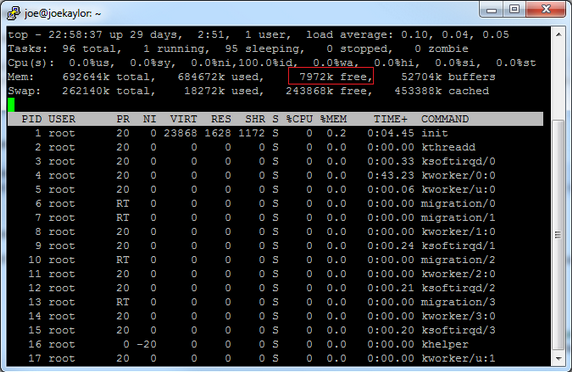 joe@joekaylor: ~
top - 22:58:37 up 29 days,  2:51,  1 user,  load average: 0.10, 0.04, 0.05
Tasks:  96 total,   1 running,  95 sleeping,   0 stopped,   0 zombie
Cpu(s):  0.0%us,  0.0%sy,  0.0%ni,100.0%id,  0.0%wa,  0.0%hi,  0.0%si,  0.0%st
Mem:    692644k total,   684672k used,     7972k free,    52704k buffers
Swap:   262140k total,    18272k used,   243868k free,   453388k cached
PID USER      PR  NI  VIRT  RES  SHR S %CPU %MEM    TIME+  COMMAND
1 root      20   0 23868 1628 1172 S    0  0.2   0:04.45 init
2 root      20   0     0    0    0 S    0  0.0   0:00.00 kthreadd
3 root      20   0     0    0    0 S    0  0.0   0:00.33 ksoftirqd/0
4 root      20   0     0    0    0 S    0  0.0   0:43.23 kworker/0:0
5 root      20   0     0    0    0 S    0  0.0   0:00.06 kworker/u:0
6 root      RT   0     0    0    0 S    0  0.0   0:00.00 migration/0
7 root      RT   0     0    0    0 S    0  0.0   0:00.00 migration/1
8 root      20   0     0    0    0 S    0  0.0   0:00.00 kworker/1:0
9 root      20   0     0    0    0 S    0  0.0   0:00.24 ksoftirqd/1
10 root      RT   0     0    0    0 S    0  0.0   0:00.00 migration/2
11 root      20   0     0    0    0 S    0  0.0   0:00.00 kworker/2:0
12 root      20   0     0    0    0 S    0  0.0   0:00.21 ksoftirqd/2
13 root      RT   0     0    0    0 S    0  0.0   0:00.00 migration/3
14 root      20   0     0    0    0 S    0  0.0   0:00.00 kworker/3:0
15 root      20   0     0    0    0 S    0  0.0   0:00.20 ksoftirqd/3
16 root       0 -20     0    0    0 S    0  0.0   0:00.00 khelper
17 root      20   0     0    0    0 S    0  0.0   0:00.00 kworker/u:1